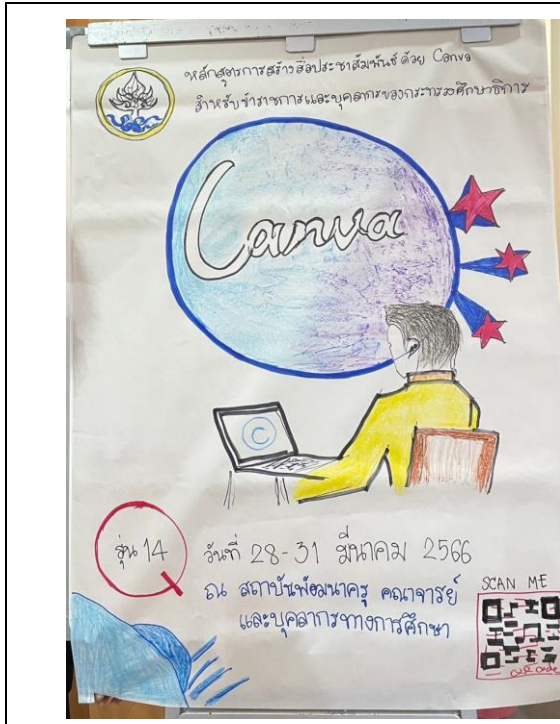 หลักสูตรการสร้างสื่อประชาสัมพันธ์ด้วย Canva
สำหรับข้าราชการและบุคลากรของกระทรวงศึกษาธิการ
Canva
C
รุ่น 14
วันที่ 28-31 มีนาคม 2566
ณ สถาบันพัฒนาครู คณาจารย์
และบุคลากรทางการศึกษา
SCAN ME
QR code